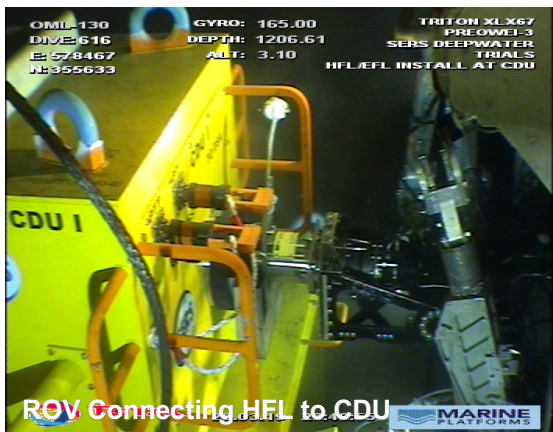 OML-130
DIVE: 616
E: 578467
N: 355633
GYRO: 165.00
DEPTH: 1206.61
ALT: 3.10
TRITON XLX67
PREOWEI-3
SERS DEEPWATER
TRIALS
HFL/EFL INSTALL AT CDU
CDU I
CDU I
ROV Connecting HFL to CDU
MARINE
PLATFORMS